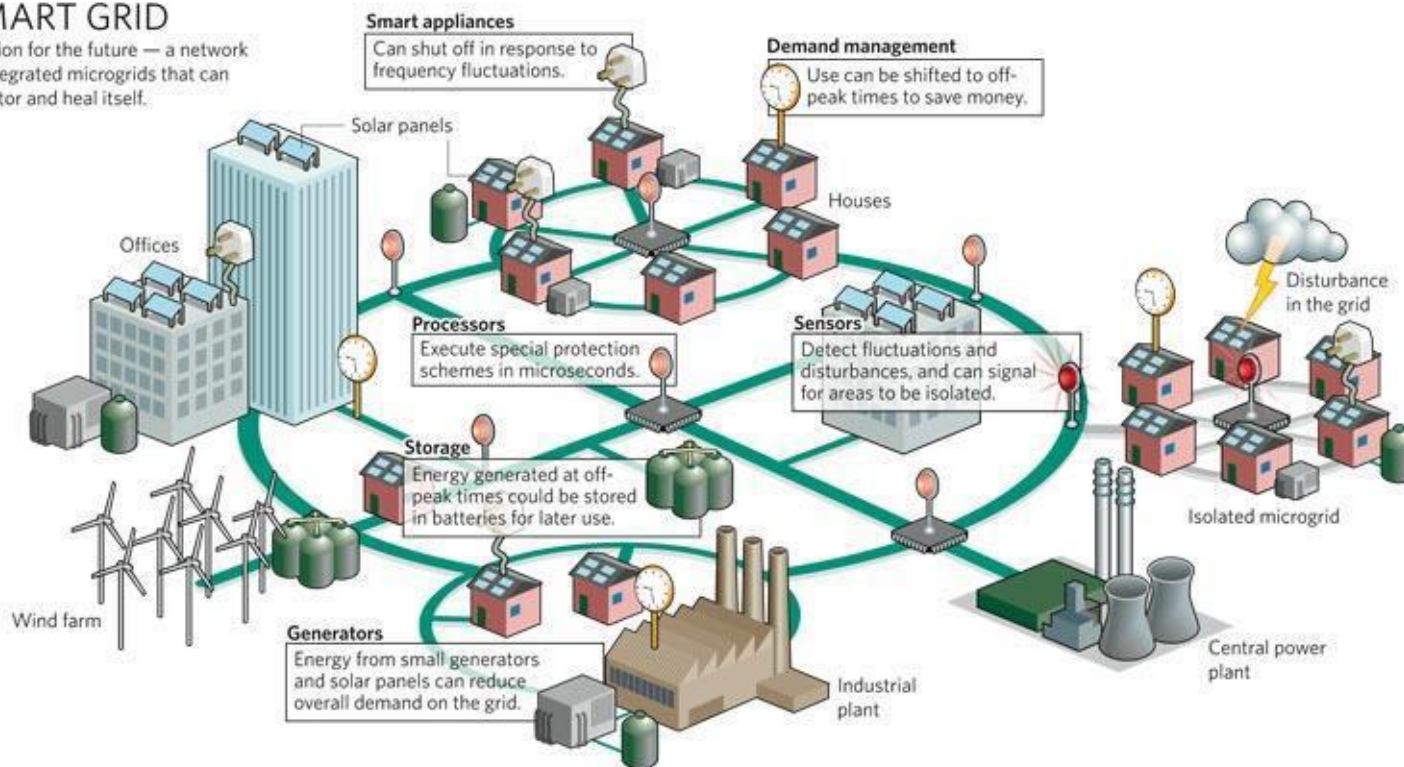 MART GRID
ion for the future — a network
egrated microgrids that can
tor and heal itself.
Smart appliances
Can shut off in response to
frequency fluctuations.
Demand management
Use can be shifted to off-
peak times to save money.
Solar panels
Houses
Offices
Disturbance
in the grid
Processors
Execute special protection
schemes in microseconds.
Sensors
Detect fluctuations and
disturbances, and can signal
for areas to be isolated.
Storage
Energy generated at off-
peak times could be stored
in batteries for later use.
Isolated microgrid
Wind farm
Generators
Energy from small generators
and solar panels can reduce
overall demand on the grid.
Industrial
plant
Central power
plant